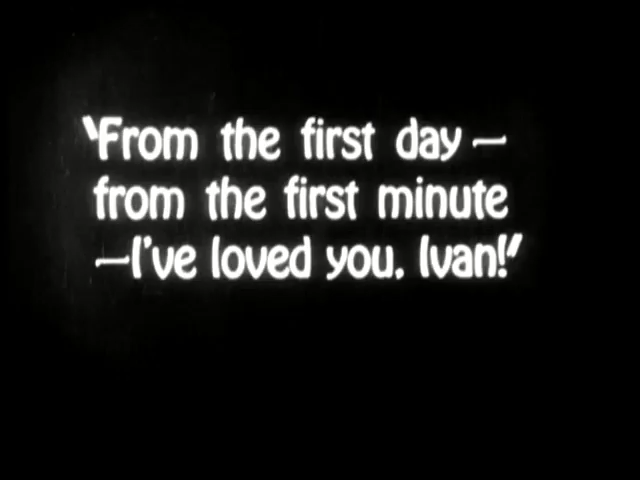 "From the first day—
from the first minute
—I've loved you, Ivan!"